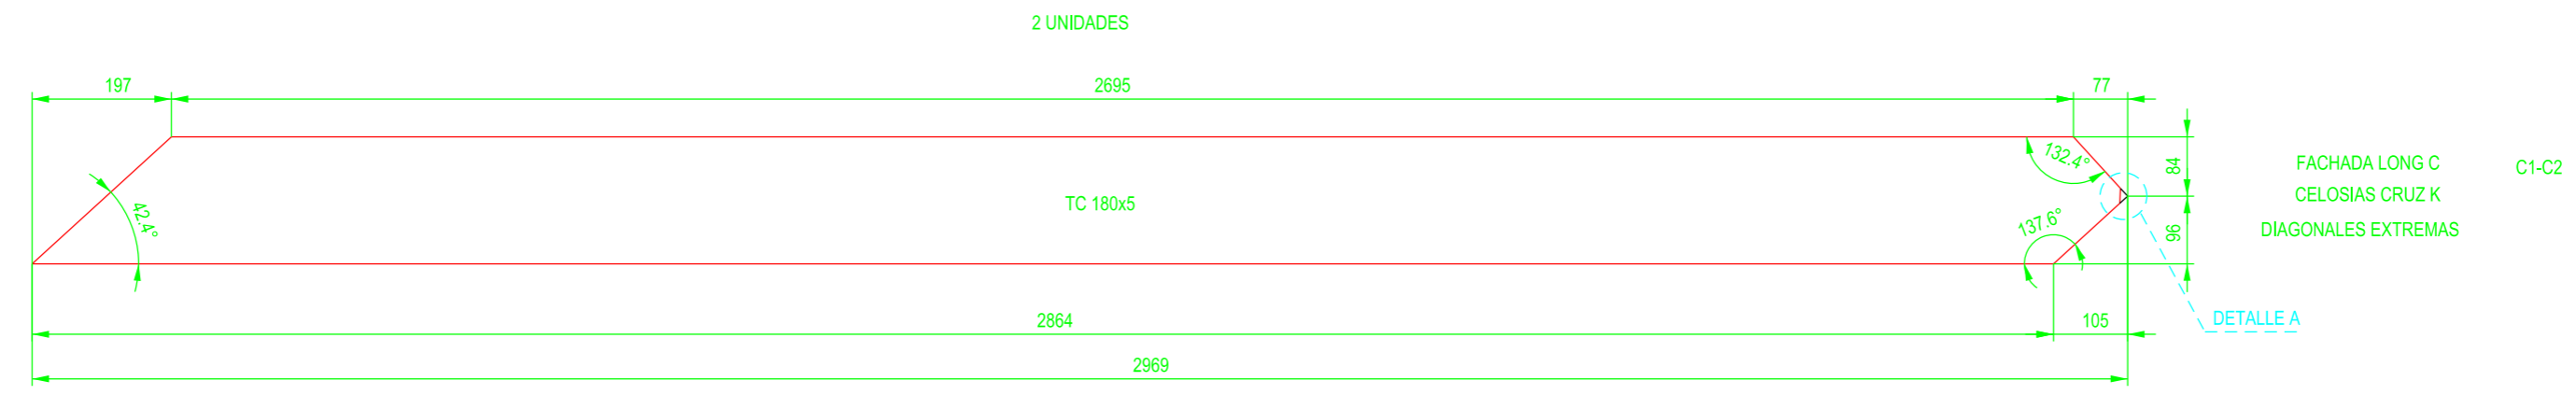 2 UNIDADES
197
2695
77
132.4°
84
FACHADA LONG C
C1-C2
42.4°
TC 180x5
CELOSIAS CRUZ K
137.6°
96
DIAGONALES EXTREMAS
2864
105
DETALLE A
2969